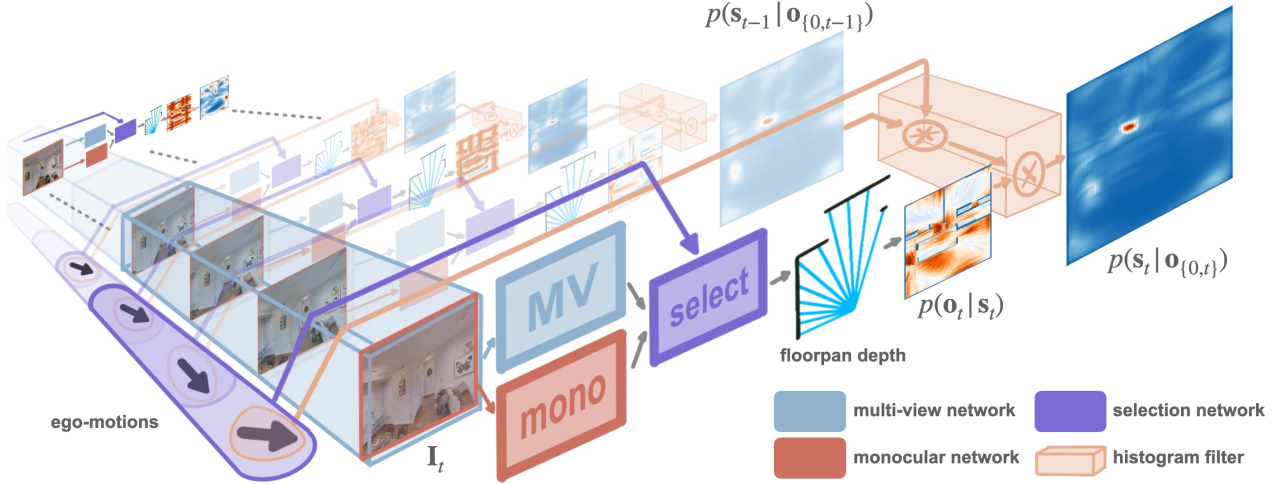 p(s_{t−1} | o_{{0,t−1}})
MV
select
mono
p(s_t | o_{{0,t}})
p(o_t | s_t)
floorpan depth
ego-motions
I_t
multi-view network
selection network
monocular network
histogram filter